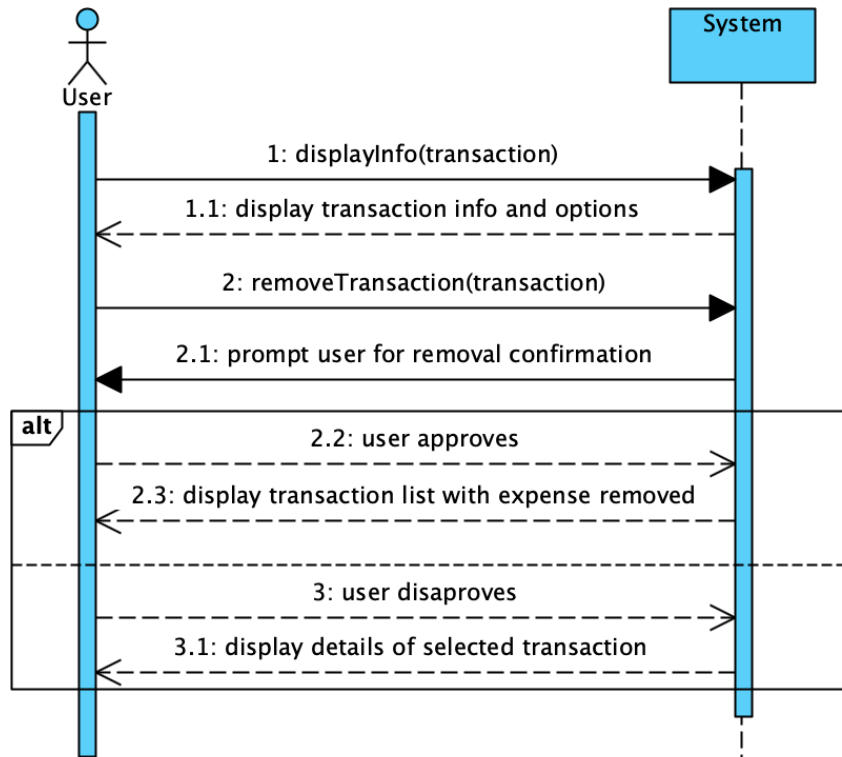 System
User
1: displayInfo(transaction)
1.1: display transaction info and options
2: removeTransaction(transaction)
2.1: prompt user for removal confirmation
alt
2.2: user approves
2.3: display transaction list with expense removed
3: user disaproves
3.1: display details of selected transaction